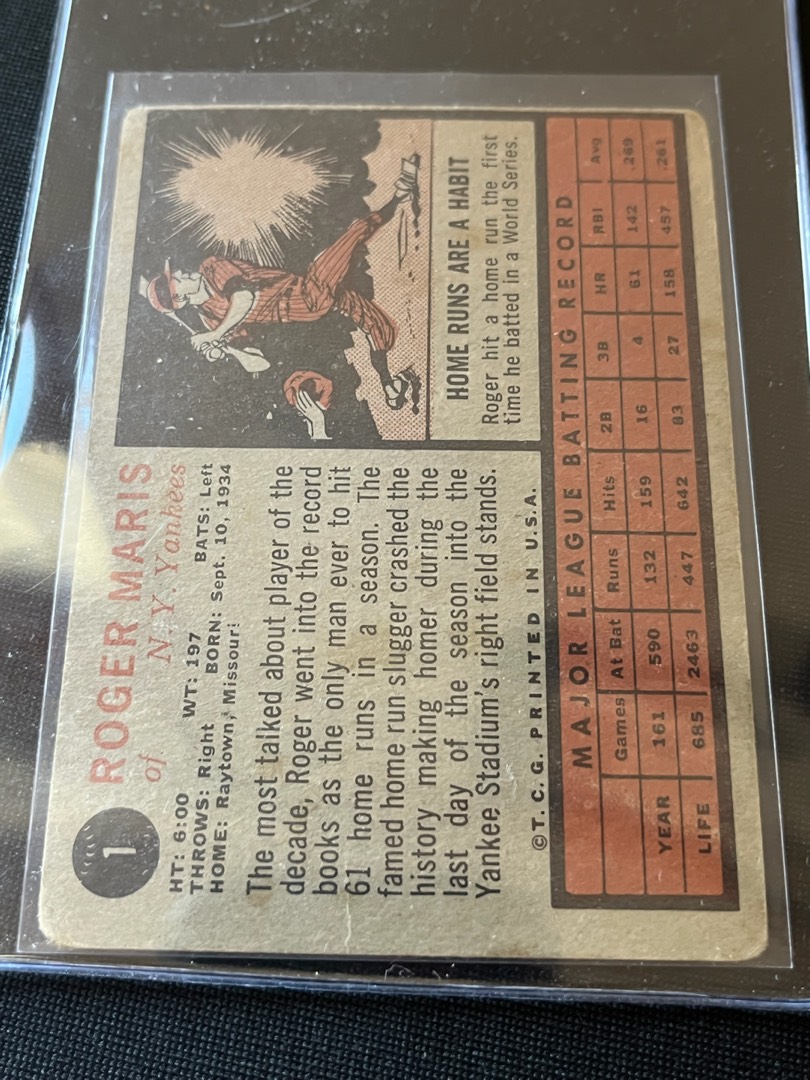 1
ROGER MARIS
of N. Y. Yankees
HT: 6:00 WT: 197 BATS: Left
THROWS: Right BORN: Sept. 10, 1934
HOME: Raytown, Missouri
The most talked about player of the
decade, Roger went into the record
books as the only man ever to hit
61 home runs in a season. The
famed home run slugger crashed the
history making homer during the
last day of the season into the
Yankee Stadium's right field stands.
©T. C. G. PRINTED IN U.S.A.
HOME RUNS ARE A HABIT
Roger hit a home run the first
time he batted in a World Series.
MAJOR LEAGUE BATTING RECORD
Games At Bat Runs Hits 2B 3B HR RBI Avg
YEAR 161 590 132 159 16 4 61 142 .269
LIFE 685 2463 447 642 83 27 158 457 .261